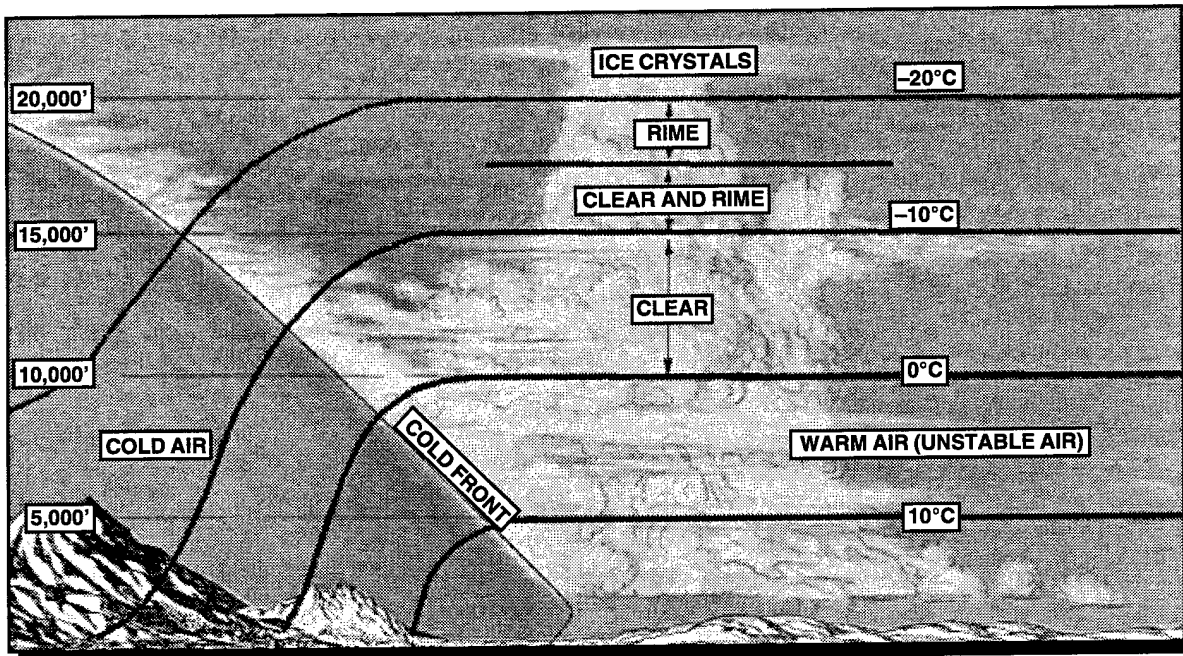 ICE CRYSTALS
–20°C
20,000'
RIME
CLEAR AND RIME
–10°C
15,000'
CLEAR
0°C
10,000'
COLD AIR
COLD FRONT
WARM AIR (UNSTABLE AIR)
5,000'
10°C